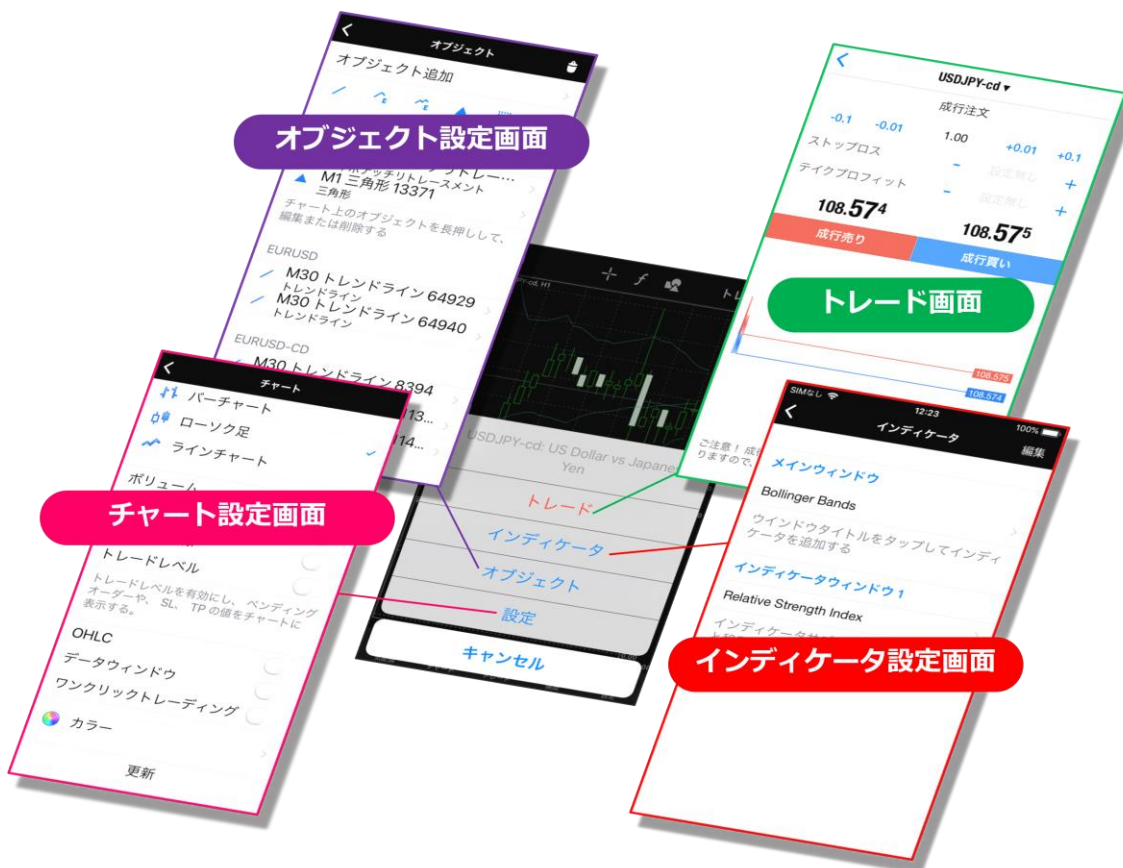 オブジェクト
オブジェクト追加
オブジェクト設定画面
M1 三角形 13371
三角形
チャート上のオブジェクトを長押しして、
編集または削除する
EURUSD
M30 トレンドライン 64929
トレンドライン
M30 トレンドライン 64940
トレンドライン
EURUSD-CD
M30 トレンドライン 8394
USDJPY-cd
成行注文
-0.1 -0.01 1.00 +0.01 +0.1
ストップロス - 設定無し +
テイクプロフィット - 設定無し +
108.574 108.575
成行売り 成行買い
トレード画面
108.575
108.574
ご注意！
りますので、
チャート
バーチャート
ローソク足
ラインチャート
ボリューム
チャート設定画面
トレードレベル
トレードレベルを有効にし、ペンディング
オーダーや、SL、TP の値をチャートに
表示する。
OHLC
データウィンドウ
ワンクリックトレーディング
カラー
更新
USDJPY-cd: US Dollar vs Japanese
Yen
トレード
インディケータ
オブジェクト
設定
キャンセル
SIMなし 12:23 100%
インディケータ 編集
メインウィンドウ
Bollinger Bands
ウインドウタイトルをタップしてインディ
ケータを追加する
インディケータウィンドウ 1
Relative Strength Index
インディケータ設定画面